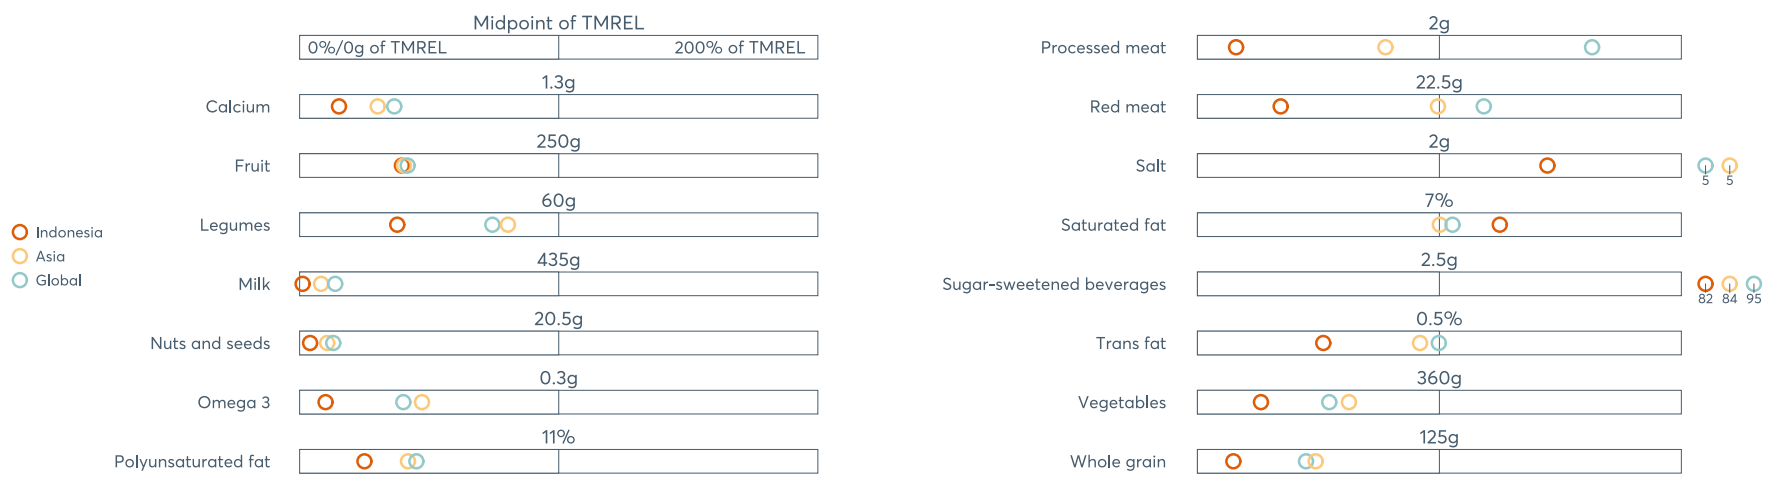 Midpoint of TMREL
0%/0g of TMREL 200% of TMREL
1.3g
Calcium
250g
Fruit
60g
Legumes
435g
Milk
20.5g
Nuts and seeds
0.3g
Omega 3
11%
Polyunsaturated fat
Indonesia
Asia
Global
2g
Processed meat
22.5g
Red meat
2g
Salt
5 5
7%
Saturated fat
2.5g
Sugar-sweetened beverages
82 84 95
0.5%
Trans fat
360g
Vegetables
125g
Whole grain